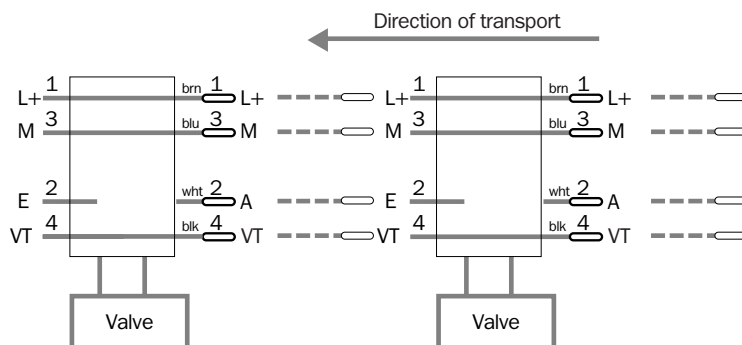 Direction of transport
L+ 1 brn 1 L+ L+ 1 brn 1 L+
M 3 blu 3 M M 3 blu 3 M
E 2 wht 2 A E 2 wht 2 A
VT 4 blk 4 VT VT 4 blk 4 VT
Valve Valve